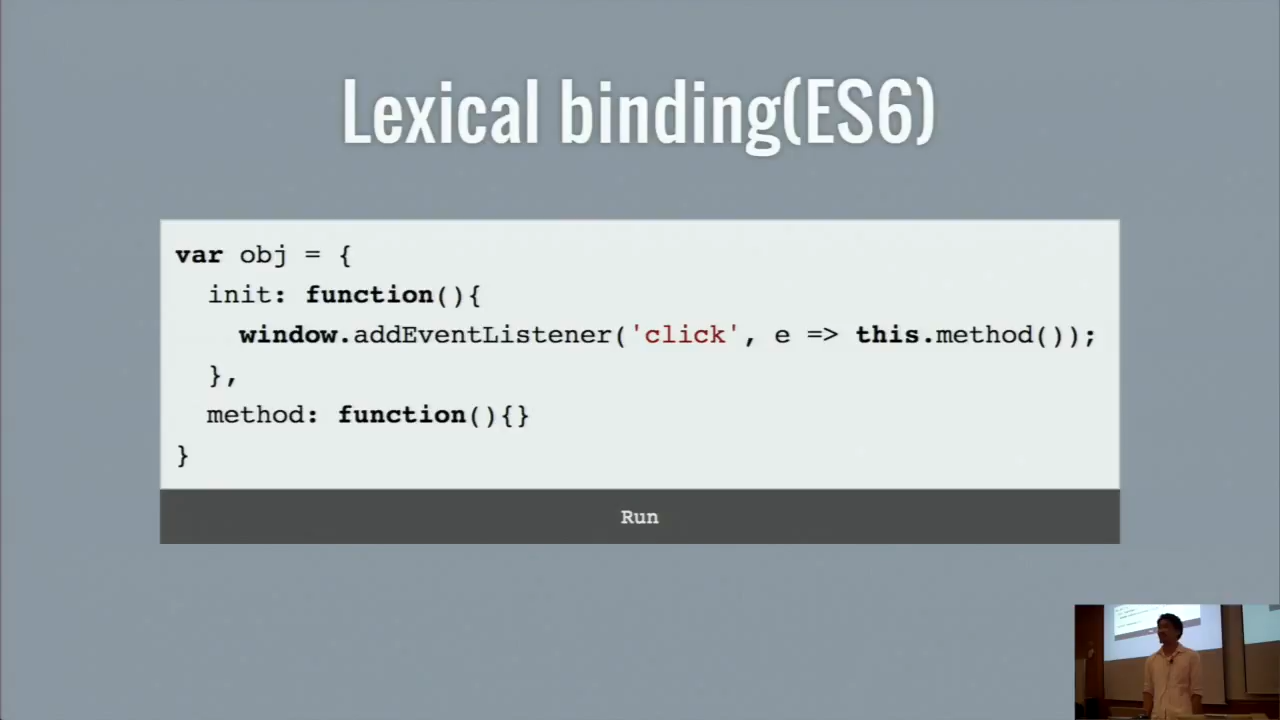 Lexical binding(ES6)
var obj = {
  init: function(){
    window.addEventListener('click', e => this.method());
  },
  method: function(){}
}
Run